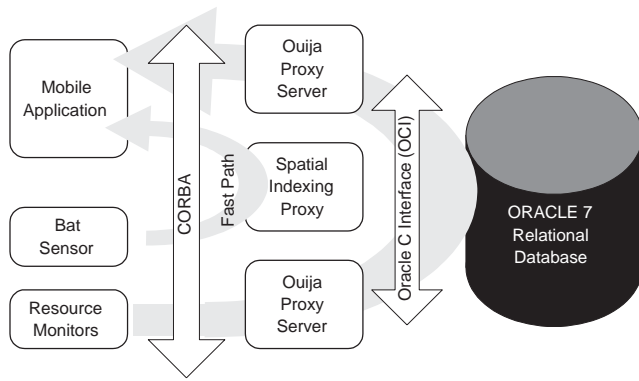 Mobile
Application
Bat
Sensor
Resource
Monitors
CORBA
Fast Path
Ouija
Proxy
Server
Spatial
Indexing
Proxy
Ouija
Proxy
Server
Oracle C Interface (OCI)
ORACLE 7
Relational
Database